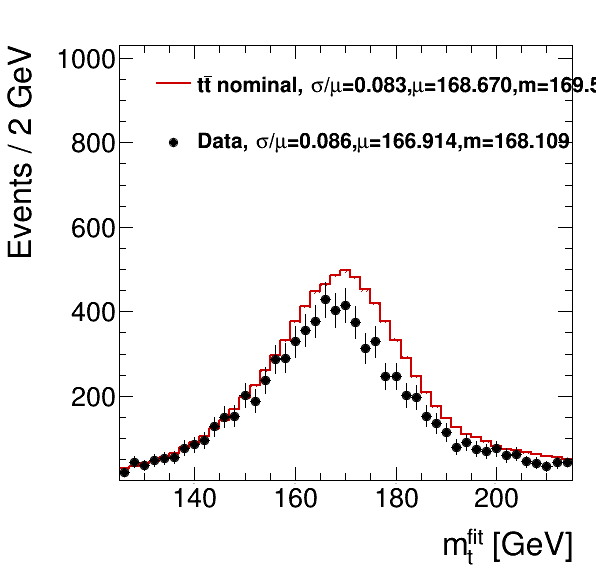 Events / 2 GeV
1000
800
600
400
200
tt̄ nominal, σ/μ=0.083,μ=168.670,m=169.5
Data, σ/μ=0.086,μ=166.914,m=168.109
140 160 180 200
m_t^fit [GeV]